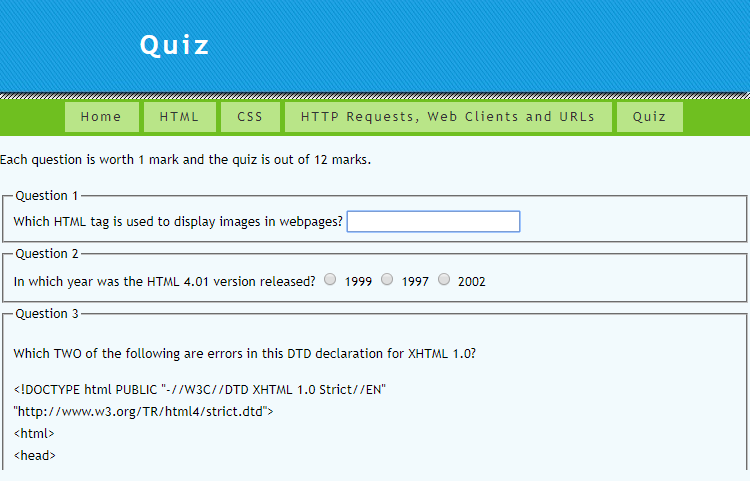 Quiz
Home HTML CSS HTTP Requests, Web Clients and URLs Quiz
Each question is worth 1 mark and the quiz is out of 12 marks.
Question 1
Which HTML tag is used to display images in webpages?
Question 2
In which year was the HTML 4.01 version released? 1999 1997 2002
Question 3
Which TWO of the following are errors in this DTD declaration for XHTML 1.0?
<!DOCTYPE html PUBLIC "-//W3C//DTD XHTML 1.0 Strict//EN"
"http://www.w3.org/TR/html4/strict.dtd">
<html>
<head>